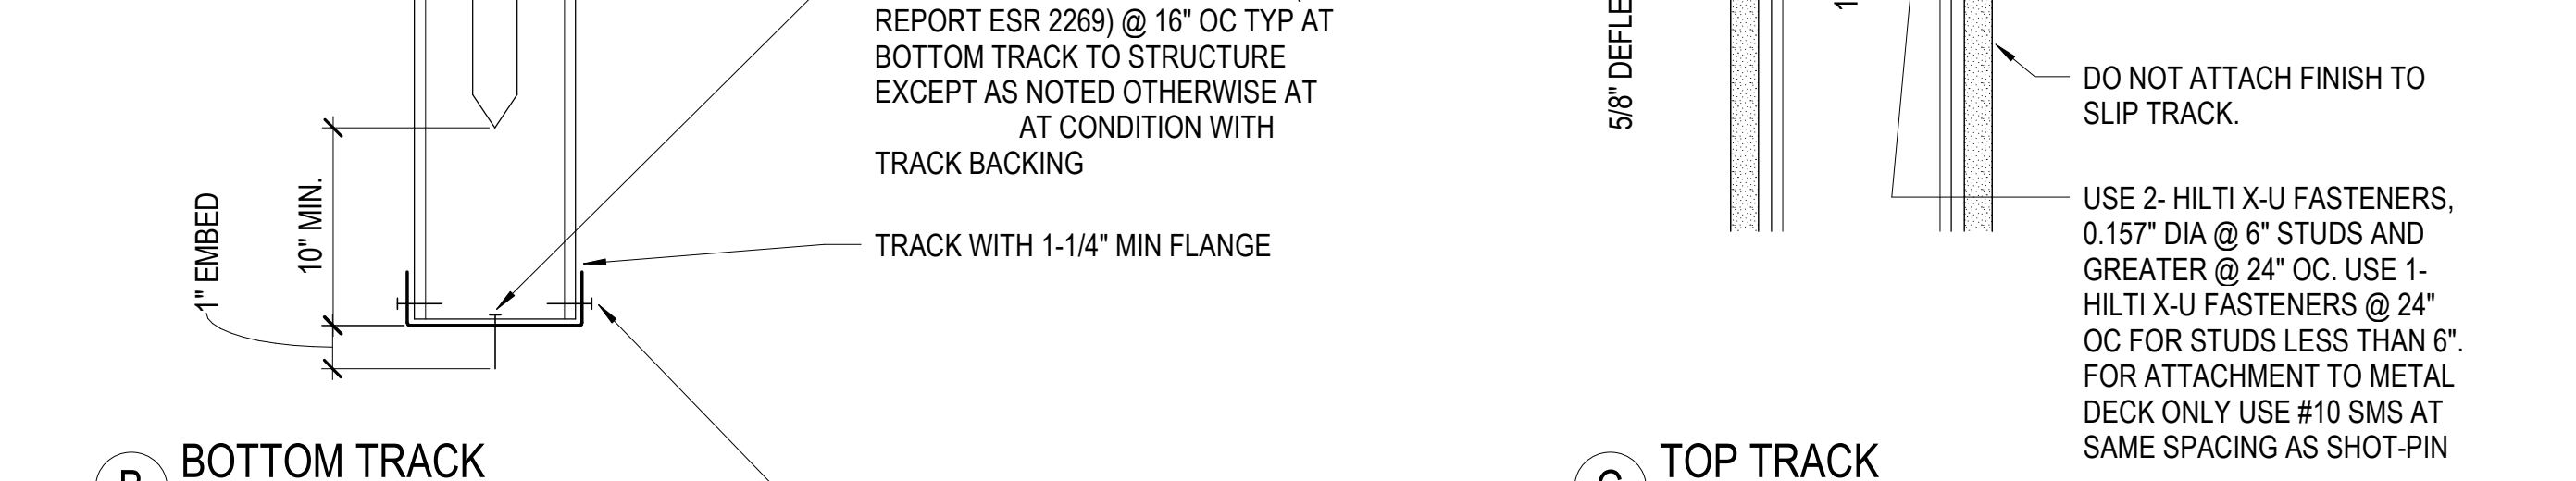 REPORT ESR 2269) @ 16" OC TYP AT
BOTTOM TRACK TO STRUCTURE
EXCEPT AS NOTED OTHERWISE AT
AT CONDITION WITH
TRACK BACKING
TRACK WITH 1-1/4" MIN FLANGE
1" EMBED
10" MIN.
BOTTOM TRACK
5/8" DEFLE
DO NOT ATTACH FINISH TO
SLIP TRACK.
USE 2- HILTI X-U FASTENERS,
0.157" DIA @ 6" STUDS AND
GREATER @ 24" OC. USE 1-
HILTI X-U FASTENERS @ 24"
OC FOR STUDS LESS THAN 6".
FOR ATTACHMENT TO METAL
DECK ONLY USE #10 SMS AT
SAME SPACING AS SHOT-PIN
TOP TRACK